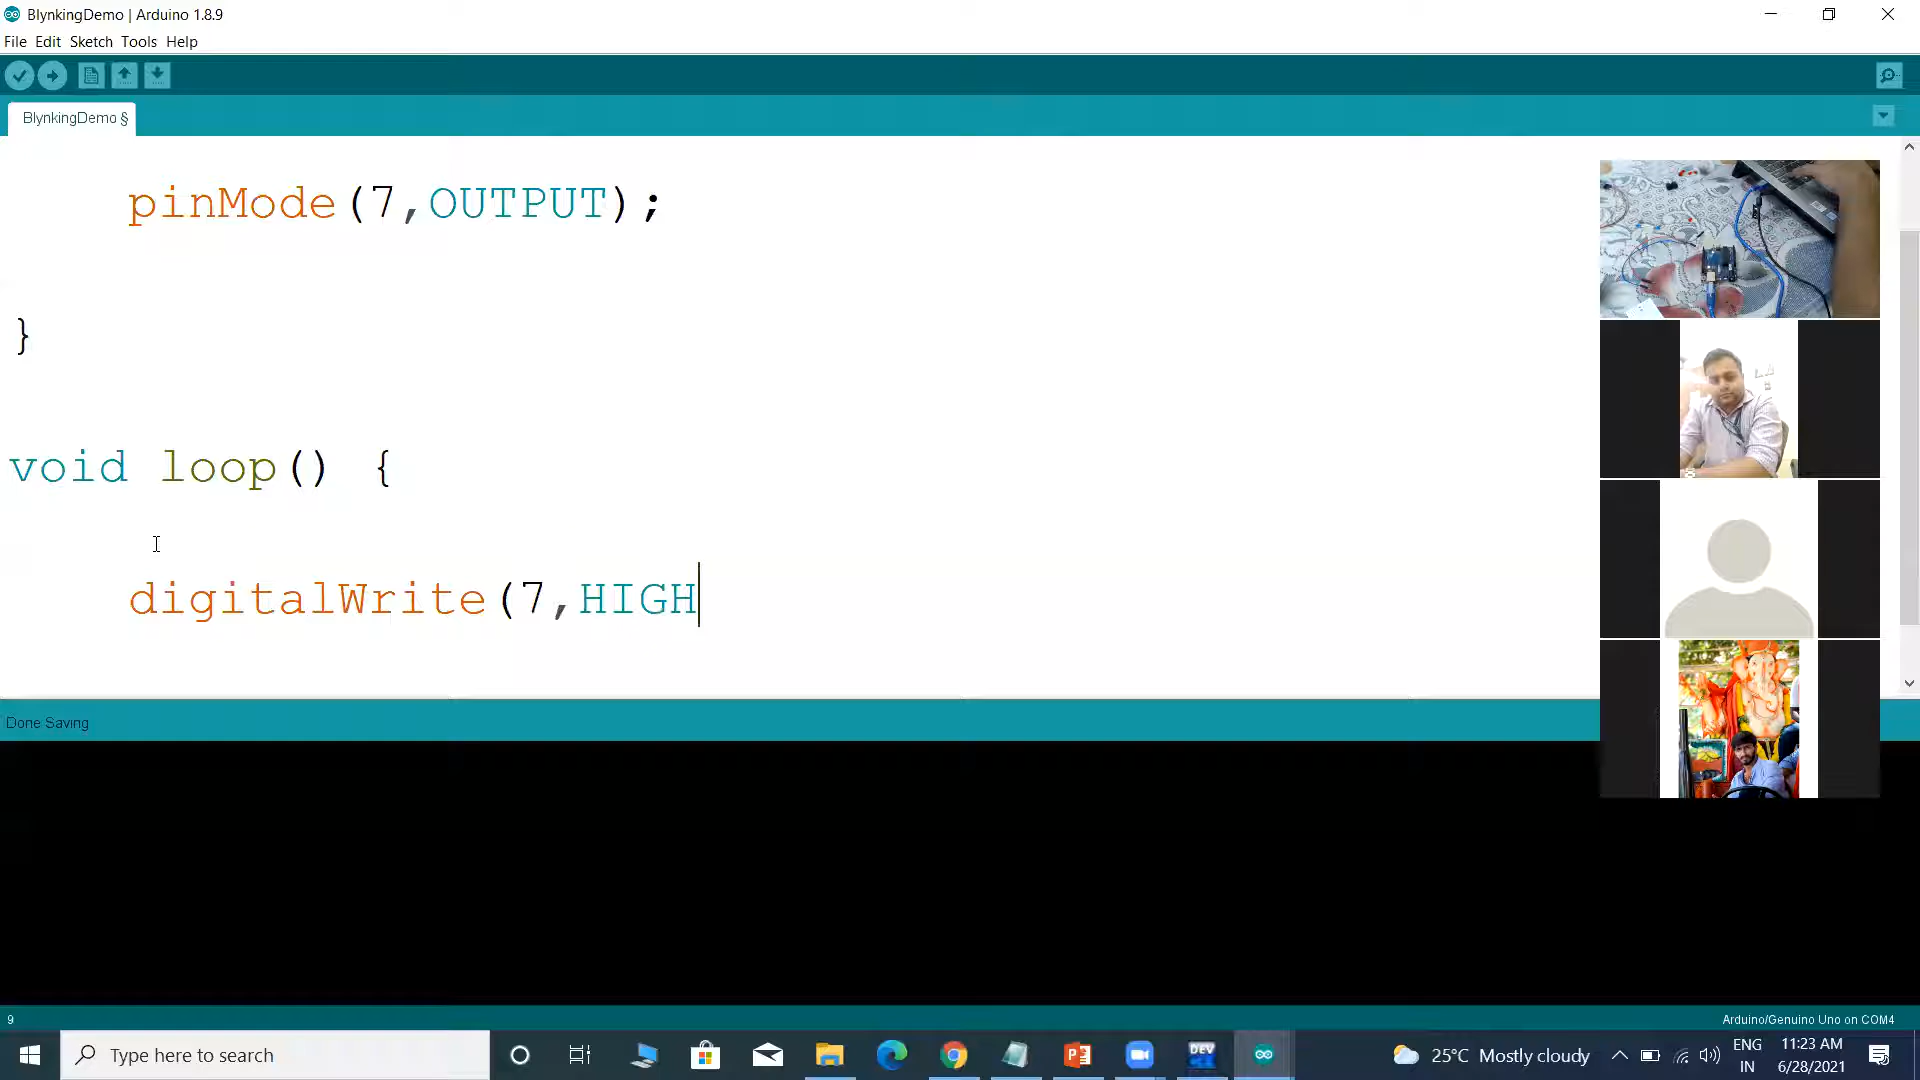 BlynkingDemo | Arduino 1.8.9
File Edit Sketch Tools Help
BlynkingDemo §
pinMode(7,OUTPUT);
}
void loop() {
digitalWrite(7,HIGH
Done Saving
9
Arduino/Genuino Uno on COM4
Type here to search
DEV
25°C Mostly cloudy
ENG
IN
11:23 AM
6/28/2021